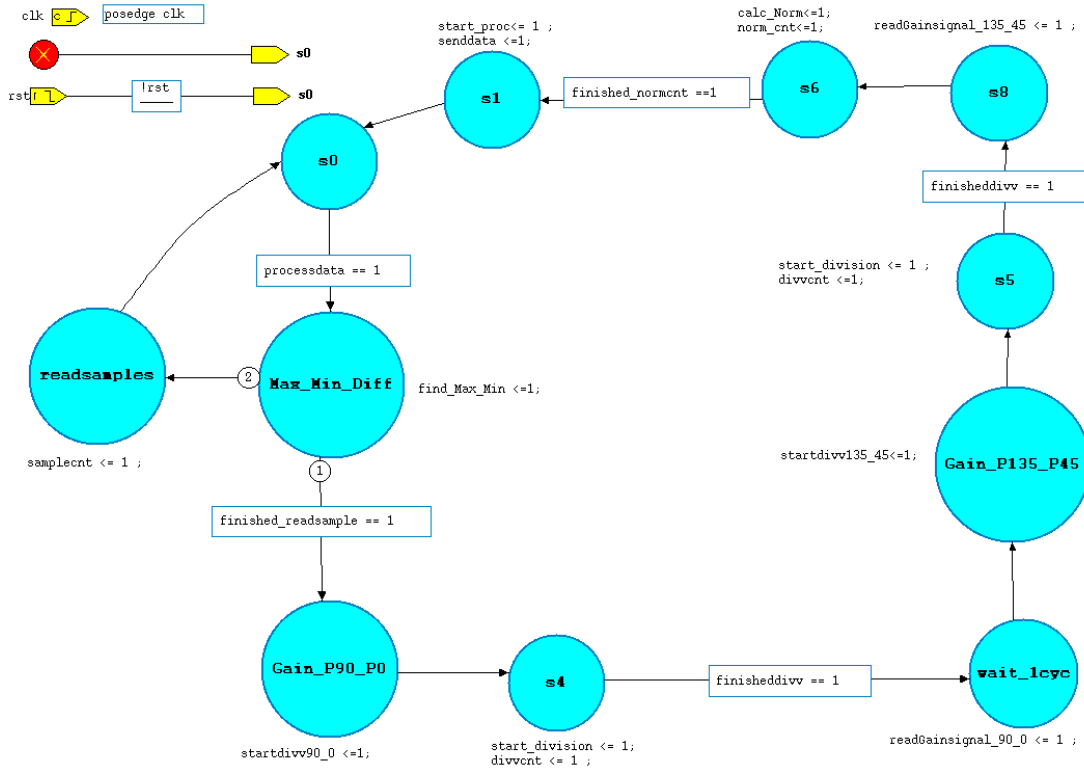 clk
c
posedge clk
s0
rst
r
!rst
s0
start_proc<= 1 ;
senddata <=1;
s1
finished_normcnt ==1
calc_Norm<=1;
norm_cnt<=1;
s6
readGainsignal_135_45 <= 1 ;
s8
s0
finisheddivv == 1
processdata == 1
start_division <= 1 ;
divvcnt <=1;
s5
readsamples
2
Max_Min_Diff
find_Max_Min <=1;
samplecnt <= 1 ;
1
startdivv135_45<=1;
Gain_P135_P45
finished_readsample == 1
Gain_P90_P0
s4
finisheddivv == 1
wait_1cyc
startdivv90_0 <=1;
start_division <= 1;
divvcnt <= 1 ;
readGainsignal_90_0 <= 1 ;